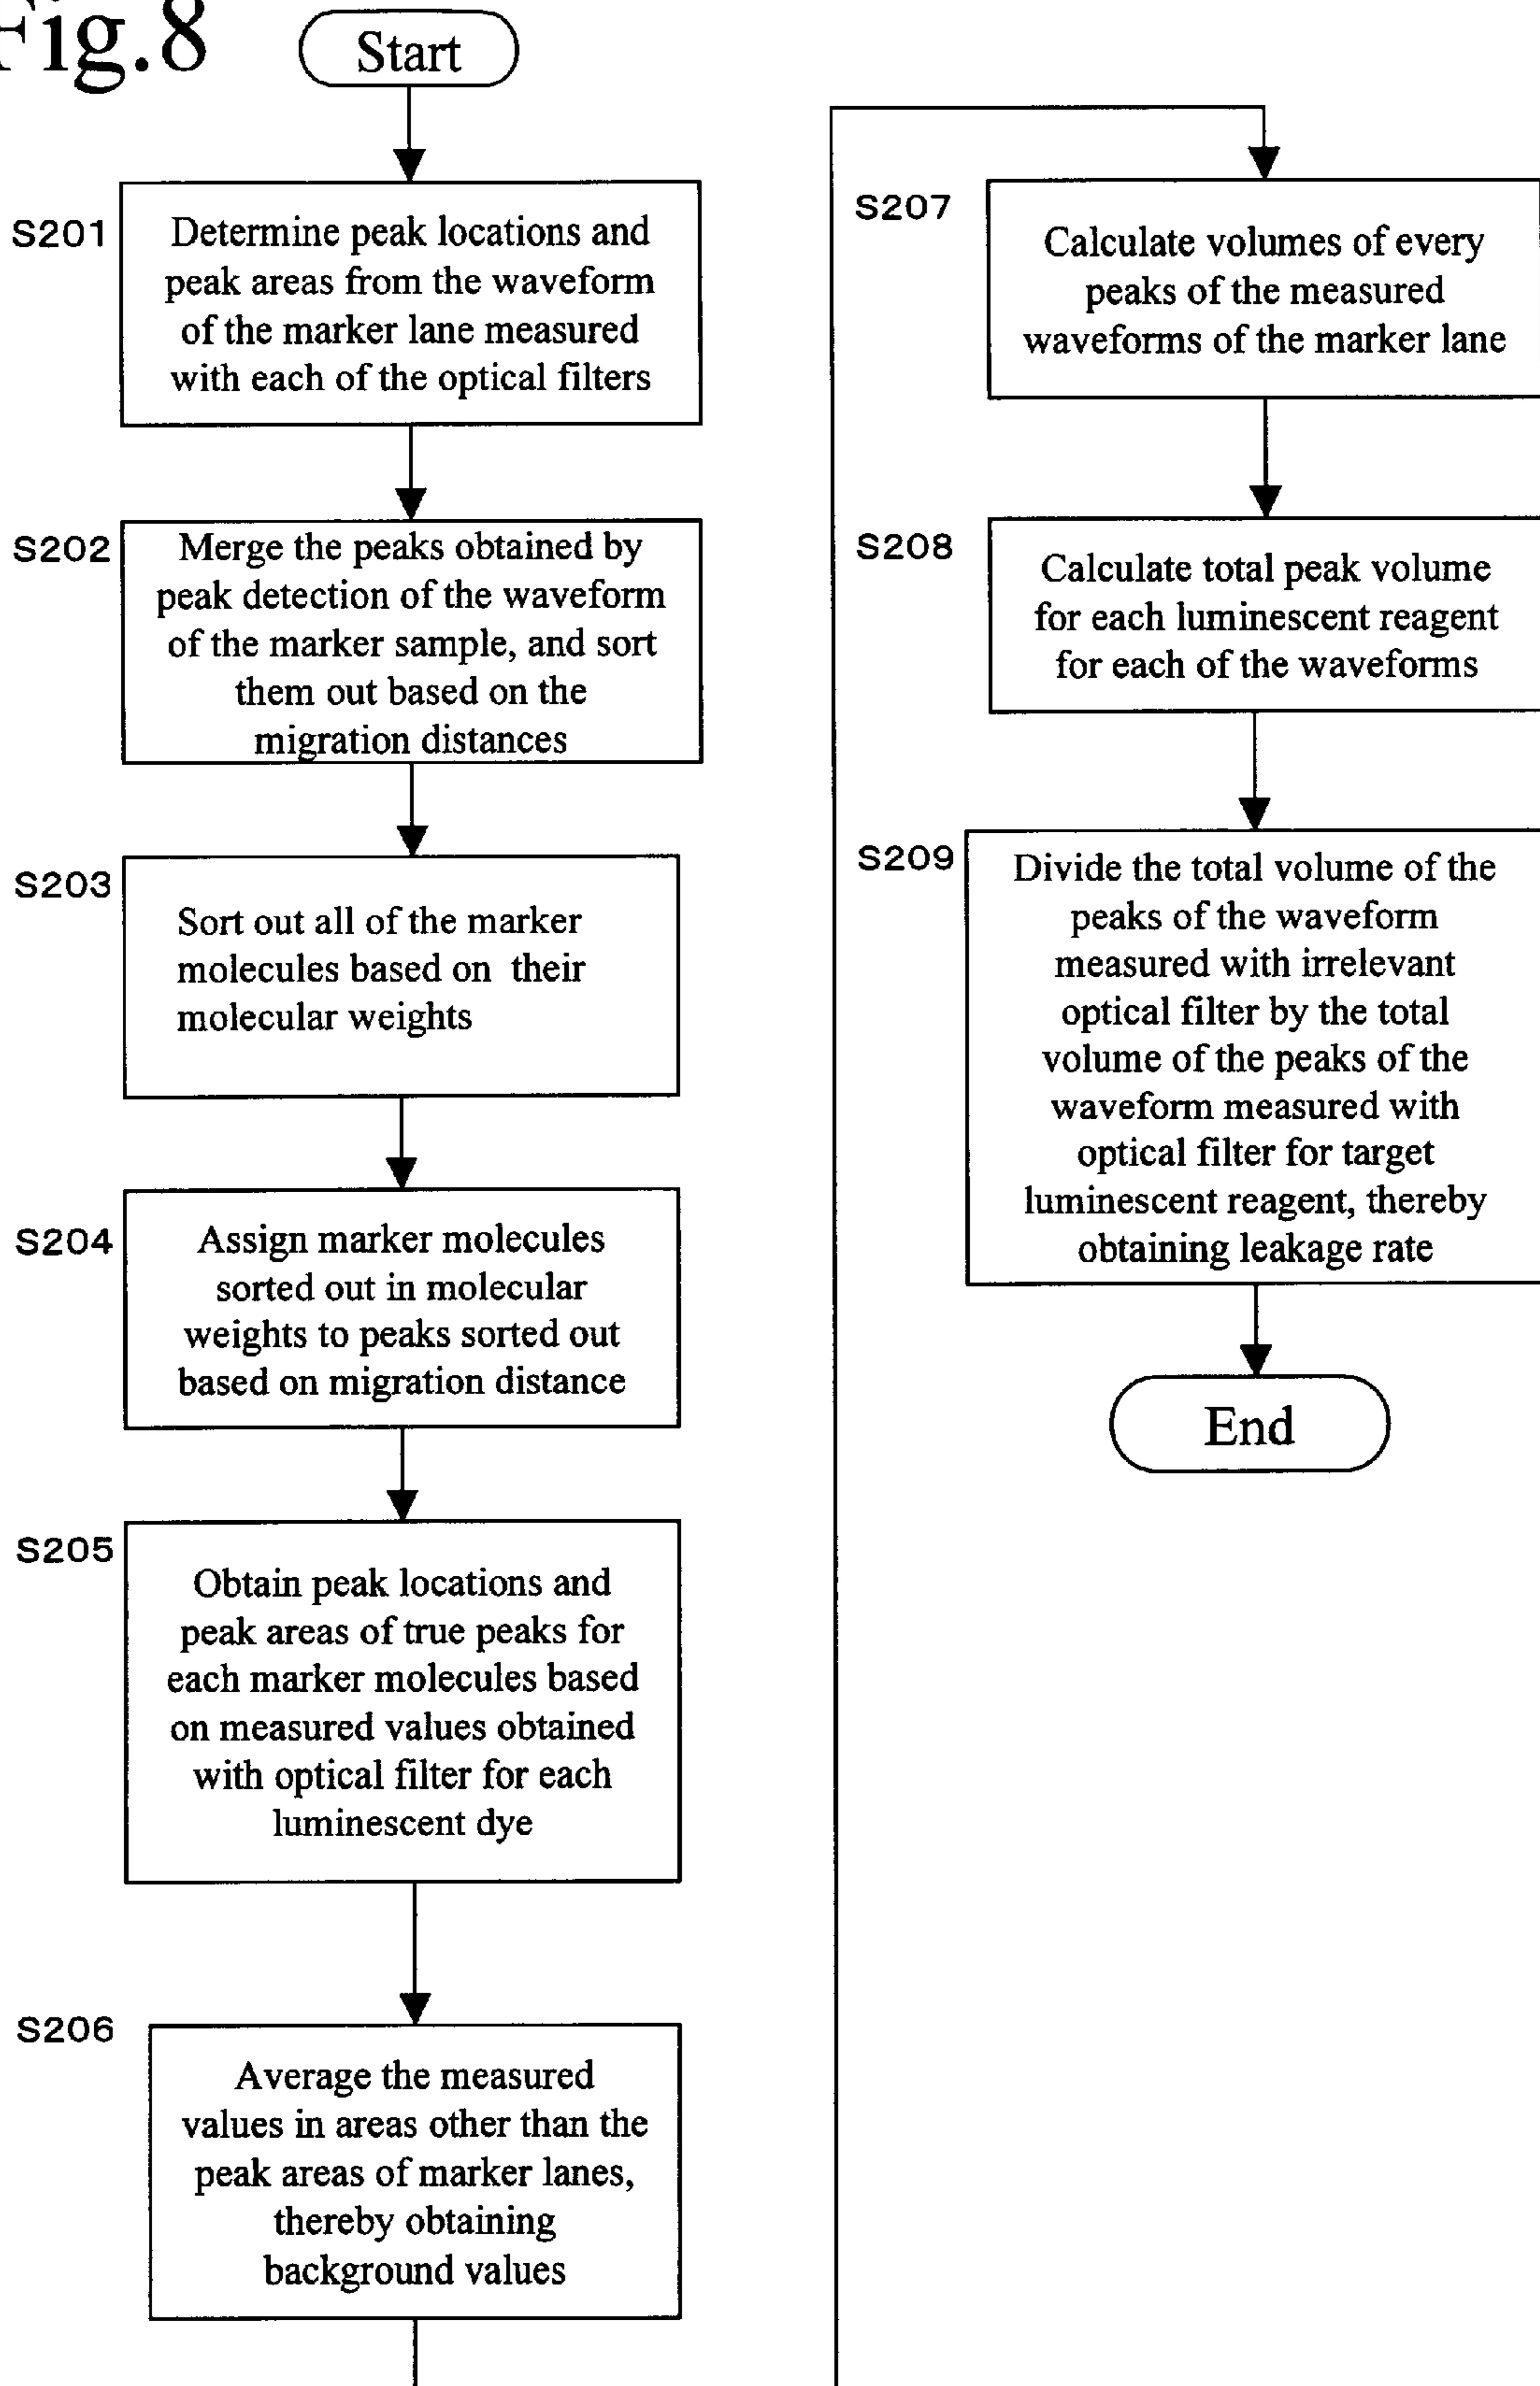 Fig.8
Start
S201
Determine peak locations and
peak areas from the waveform
of the marker lane measured
with each of the optical filters
S202
Merge the peaks obtained by
peak detection of the waveform
of the marker sample, and sort
them out based on the
migration distances
S203
Sort out all of the marker
molecules based on their
molecular weights
S204
Assign marker molecules
sorted out in molecular
weights to peaks sorted out
based on migration distance
S205
Obtain peak locations and
peak areas of true peaks for
each marker molecules based
on measured values obtained
with optical filter for each
luminescent dye
S206
Average the measured
values in areas other than the
peak areas of marker lanes,
thereby obtaining
background values
S207
Calculate volumes of every
peaks of the measured
waveforms of the marker lane
S208
Calculate total peak volume
for each luminescent reagent
for each of the waveforms
S209
Divide the total volume of the
peaks of the waveform
measured with irrelevant
optical filter by the total
volume of the peaks of the
waveform measured with
optical filter for target
luminescent reagent, thereby
obtaining leakage rate
End